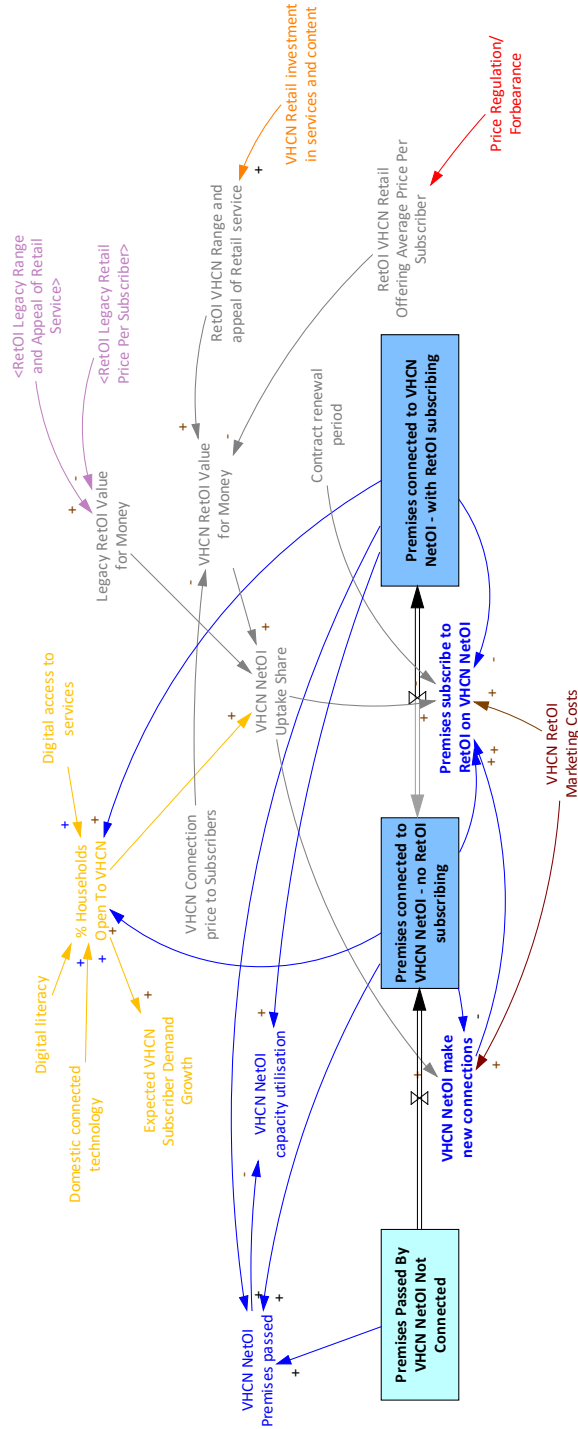 Digital literacy
Domestic connected
technology
Expected VHCN
Subscriber Demand
Growth
% Households
Open To VHCN
Digital access to
services
<RetOI Legacy Range
and Appeal of Retail
Service>
<RetOI Legacy Retail
Price Per Subscriber>
Legacy RetOI Value
for Money
VHCN Connection
price to Subscribers
VHCN RetOI Value
for Money
RetOI VHCN Range and
appeal of Retail service
VHCN Retail investment
in services and content
VHCN NetOI
Premises passed
VHCN NetOI
capacity utilisation
VHCN NetOI
Uptake Share
Contract renewal
period
RetOI VHCN Retail
Offering Average Price Per
Subscriber
Price Regulation/
Forbearance
Premises Passed By
VHCN NetOI Not
Connected
VHCN NetOI make
new connections
Premises connected to
VHCN NetOI - no RetOI
subscribing
Premises subscribe to
RetOI on VHCN NetOI
Premises connected to VHCN
NetOI - with RetOI subscribing
VHCN RetOI
Marketing Costs